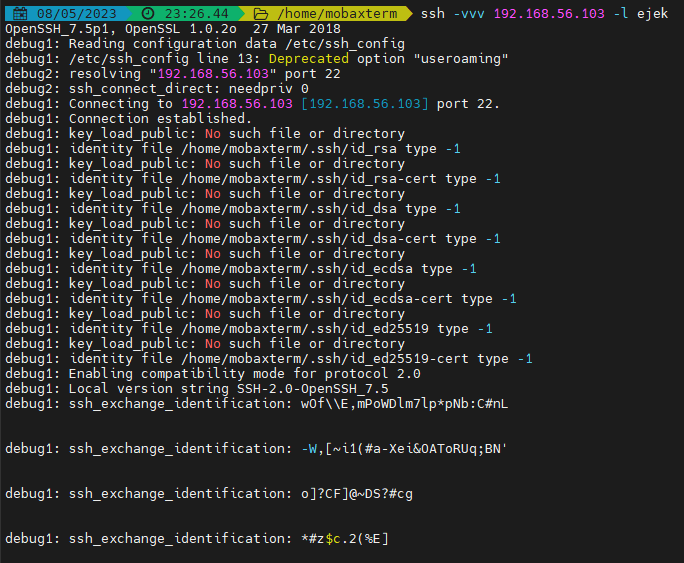 08/05/2023 23:26.44 /home/mobaxterm ssh -vvv 192.168.56.103 -l ejek
OpenSSH_7.5p1, OpenSSL 1.0.2o  27 Mar 2018
debug1: Reading configuration data /etc/ssh_config
debug1: /etc/ssh_config line 13: Deprecated option "useroaming"
debug2: resolving "192.168.56.103" port 22
debug2: ssh_connect_direct: needpriv 0
debug1: Connecting to 192.168.56.103 [192.168.56.103] port 22.
debug1: Connection established.
debug1: key_load_public: No such file or directory
debug1: identity file /home/mobaxterm/.ssh/id_rsa type -1
debug1: key_load_public: No such file or directory
debug1: identity file /home/mobaxterm/.ssh/id_rsa-cert type -1
debug1: key_load_public: No such file or directory
debug1: identity file /home/mobaxterm/.ssh/id_dsa type -1
debug1: key_load_public: No such file or directory
debug1: identity file /home/mobaxterm/.ssh/id_dsa-cert type -1
debug1: key_load_public: No such file or directory
debug1: identity file /home/mobaxterm/.ssh/id_ecdsa type -1
debug1: key_load_public: No such file or directory
debug1: identity file /home/mobaxterm/.ssh/id_ecdsa-cert type -1
debug1: key_load_public: No such file or directory
debug1: identity file /home/mobaxterm/.ssh/id_ed25519 type -1
debug1: key_load_public: No such file or directory
debug1: identity file /home/mobaxterm/.ssh/id_ed25519-cert type -1
debug1: Enabling compatibility mode for protocol 2.0
debug1: Local version string SSH-2.0-OpenSSH_7.5
debug1: ssh_exchange_identification: wOf\\E,mPoWDlm7lp*pNb:C#nL
debug1: ssh_exchange_identification: -W,[~i1(#a-Xei&OAToRUq;BN'
debug1: ssh_exchange_identification: o]?CF]@~DS?#cg
debug1: ssh_exchange_identification: *#z$c.2(%E]